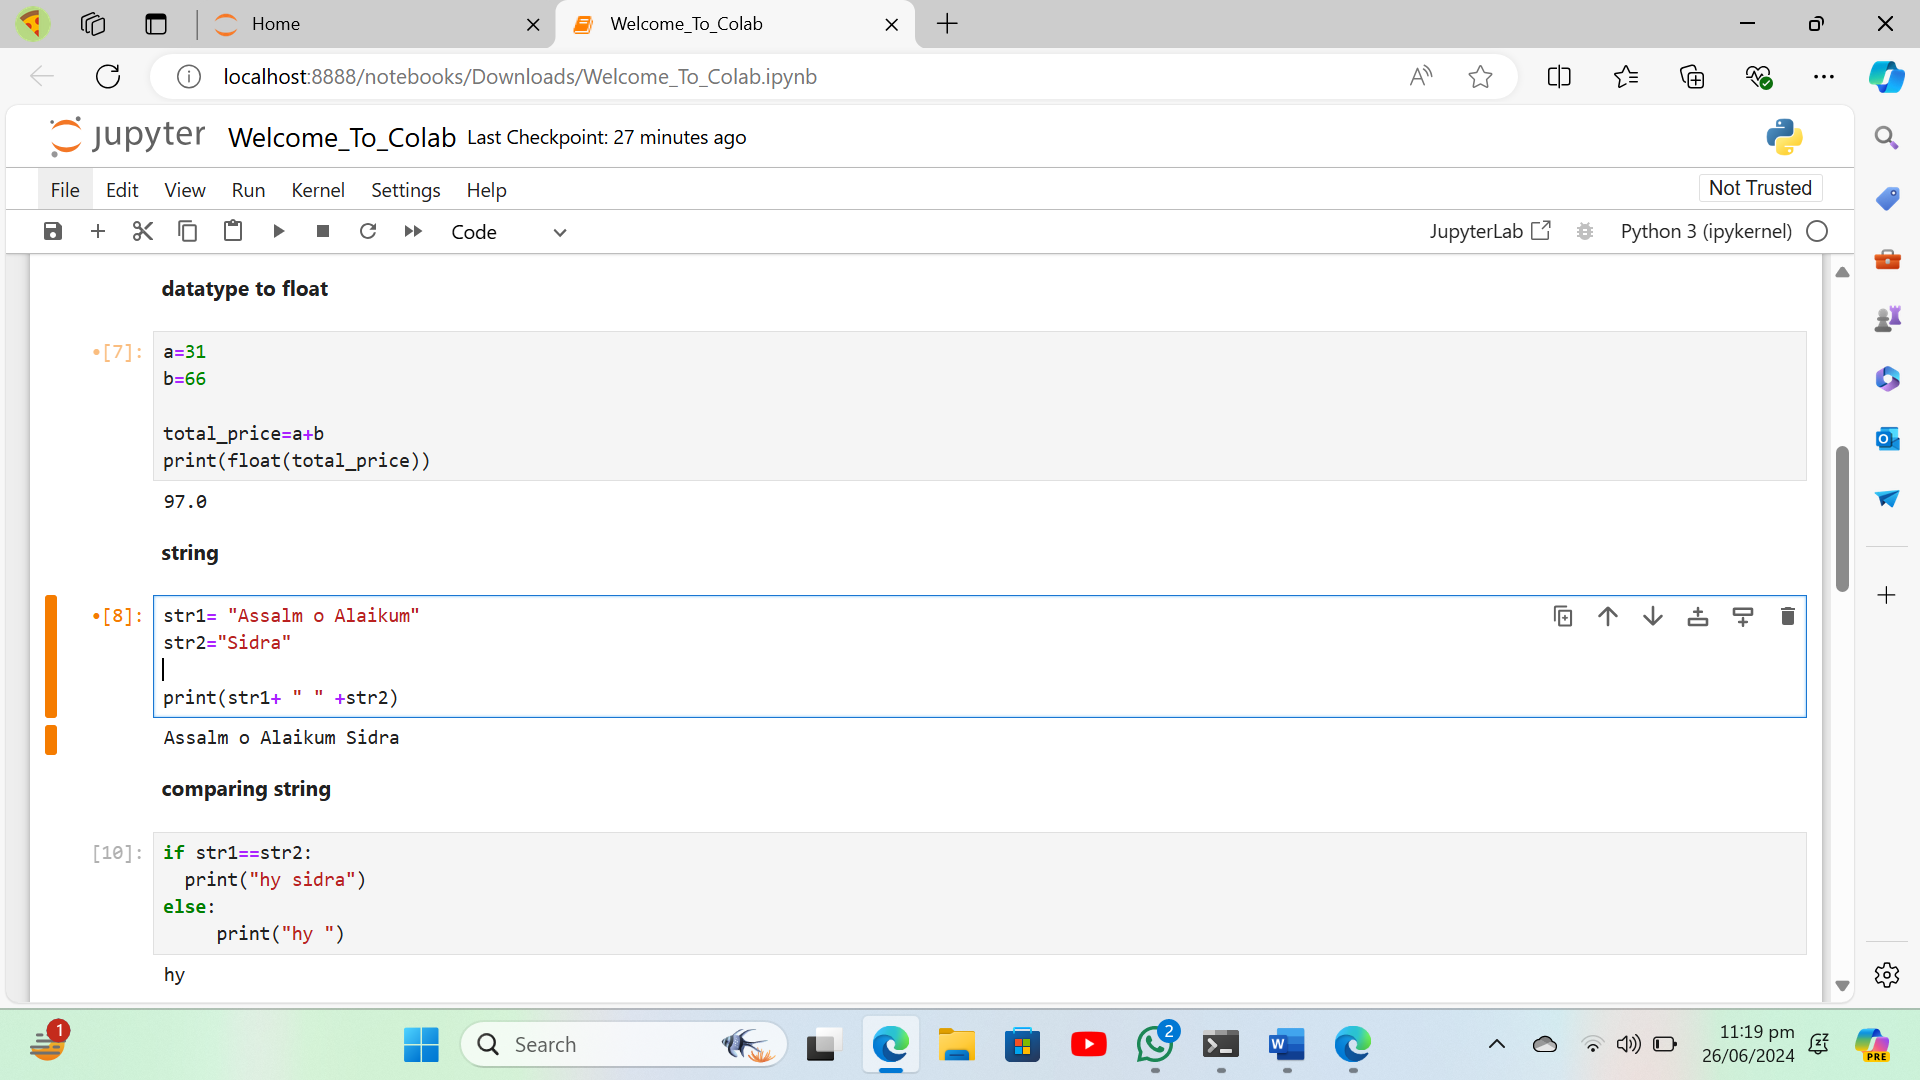 Home
Welcome_To_Colab
localhost:8888/notebooks/Downloads/Welcome_To_Colab.ipynb
jupyter Welcome_To_Colab Last Checkpoint: 27 minutes ago
File Edit View Run Kernel Settings Help Not Trusted
Code JupyterLab Python 3 (ipykernel)
datatype to float
•[7]: a=31
b=66
total_price=a+b
print(float(total_price))
97.0
string
•[8]: str1= "Assalm o Alaikum"
str2="Sidra"
print(str1+ " " +str2)
Assalm o Alaikum Sidra
comparing string
[10]: if str1==str2:
print("hy sidra")
else:
print("hy ")
hy
1
Search
2
11:19 pm
26/06/2024
PRE